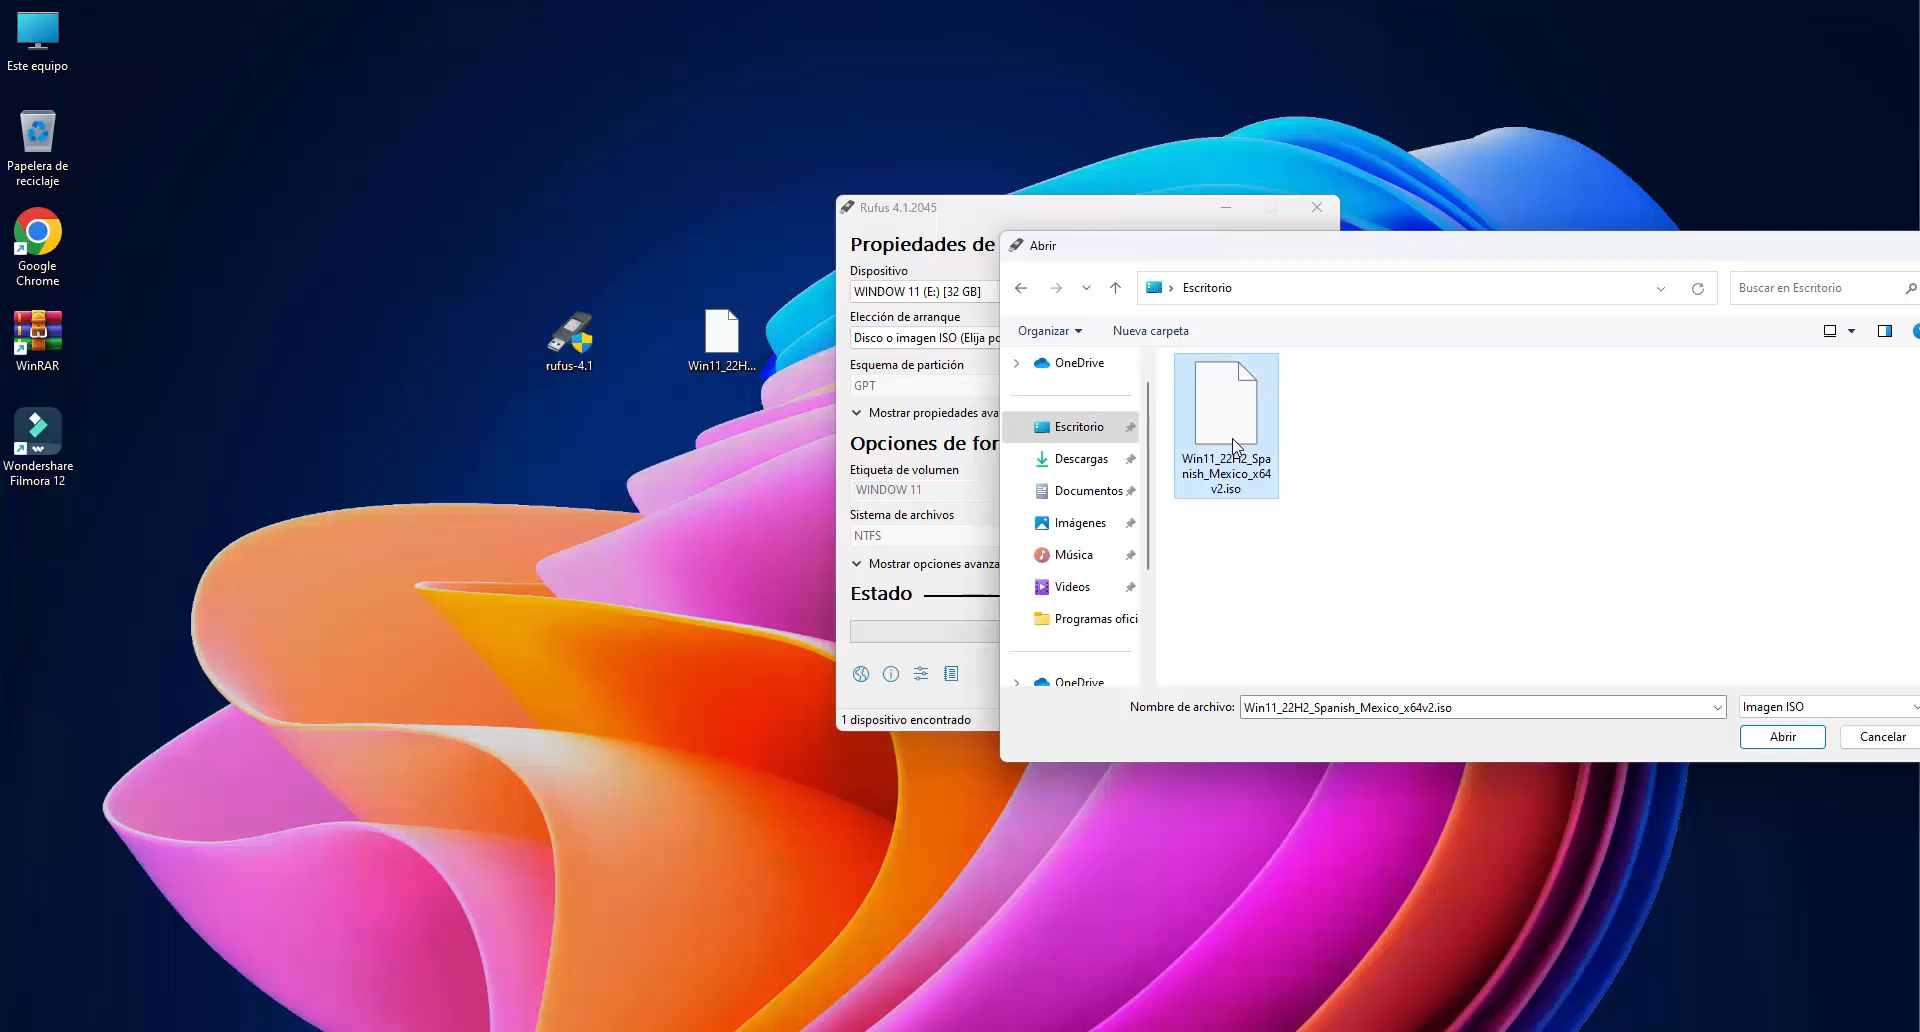 Este equipo
Papelera de
reciclaje
Google
Chrome
WinRAR
Wondershare
Filmora 12
rufus-4.1
Win11_22H...
Rufus 4.1.2045
Propiedades de
Dispositivo
WINDOW 11 (E:) [32 GB]
Elección de arranque
Disco o imagen ISO (Elija po
Esquema de partición
GPT
Mostrar propiedades ava
Opciones de for
Etiqueta de volumen
WINDOW 11
Sistema de archivos
NTFS
Mostrar opciones avanza
Estado
1 dispositivo encontrado
Abrir
Escritorio
Buscar en Escritorio
Organizar
Nueva carpeta
OneDrive
Escritorio
Descargas
Documentos
Imágenes
Música
Videos
Programas ofici
OneDrive
Win11_22H2_Spa
nish_Mexico_x64
v2.iso
Nombre de archivo:
Win11_22H2_Spanish_Mexico_x64v2.iso
Imagen ISO
Abrir
Cancelar